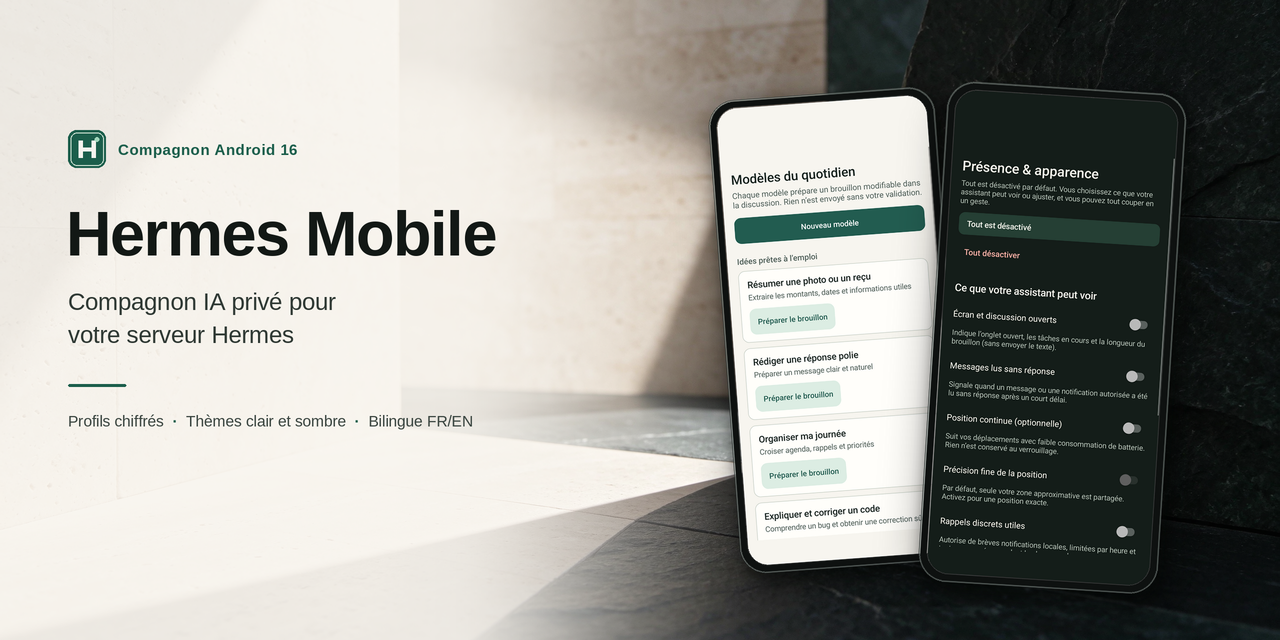 H
Compagnon Android 16
Hermes Mobile
Compagnon IA privé pour
votre serveur Hermes
Profils chiffrés · Thèmes clair et sombre · Bilingue FR/EN
Modèles du quotidien
Chaque modèle prépare un brouillon modifiable dans
la discussion. Rien n'est envoyé sans votre validation.
Nouveau modèle
Idées prêtes à l'emploi
Résumer une photo ou un reçu
Extraire les montants, dates et informations utiles
Préparer le brouillon
Rédiger une réponse polie
Préparer un message clair et naturel
Préparer le brouillon
Organiser ma journée
Croiser agenda, rappels et priorités
Préparer le brouillon
Expliquer et corriger un code
Comprendre un bug et obtenir une correction
Présence & apparence
Tout est désactivé par défaut. Vous choisissez ce que votre
assistant peut voir ou ajuster, et vous pouvez tout couper en
un geste.
Tout est désactivé
Tout désactiver
Ce que votre assistant peut voir
Écran et discussion ouverts
Indique l'onglet ouvert, les tâches en cours et la longueur du
brouillon (sans envoyer le texte).
Messages lus sans réponse
Signale quand un message ou une notification autorisée a été
lu sans réponse après un court délai.
Position continue (optionnelle)
Suit vos déplacements avec faible consommation de batterie.
Rien n'est conservé au verrouillage.
Précision fine de la position
Par défaut, seule votre zone approximative est partagée.
Activez pour une position exacte.
Rappels discrets utiles
Autorise de brèves notifications locales, limitées par heure et